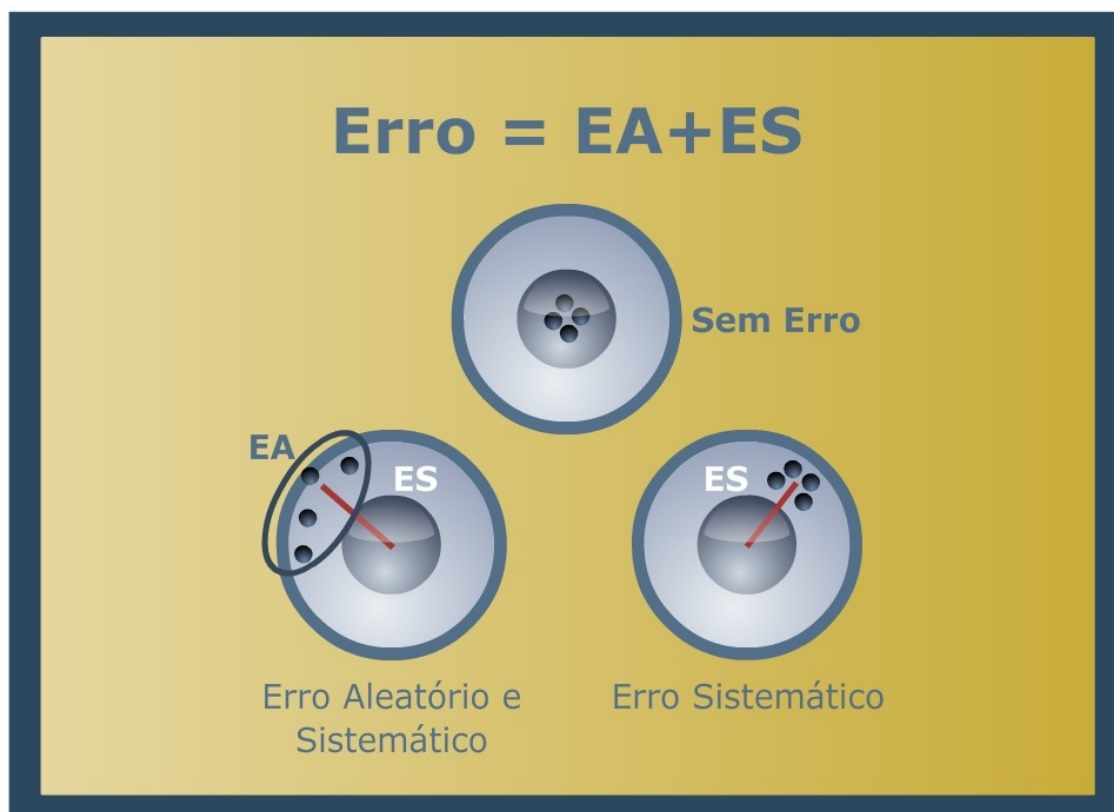 Erro = EA+ES
Sem Erro
EA
ES
ES
Erro Aleatório e
Sistemático
Erro Sistemático